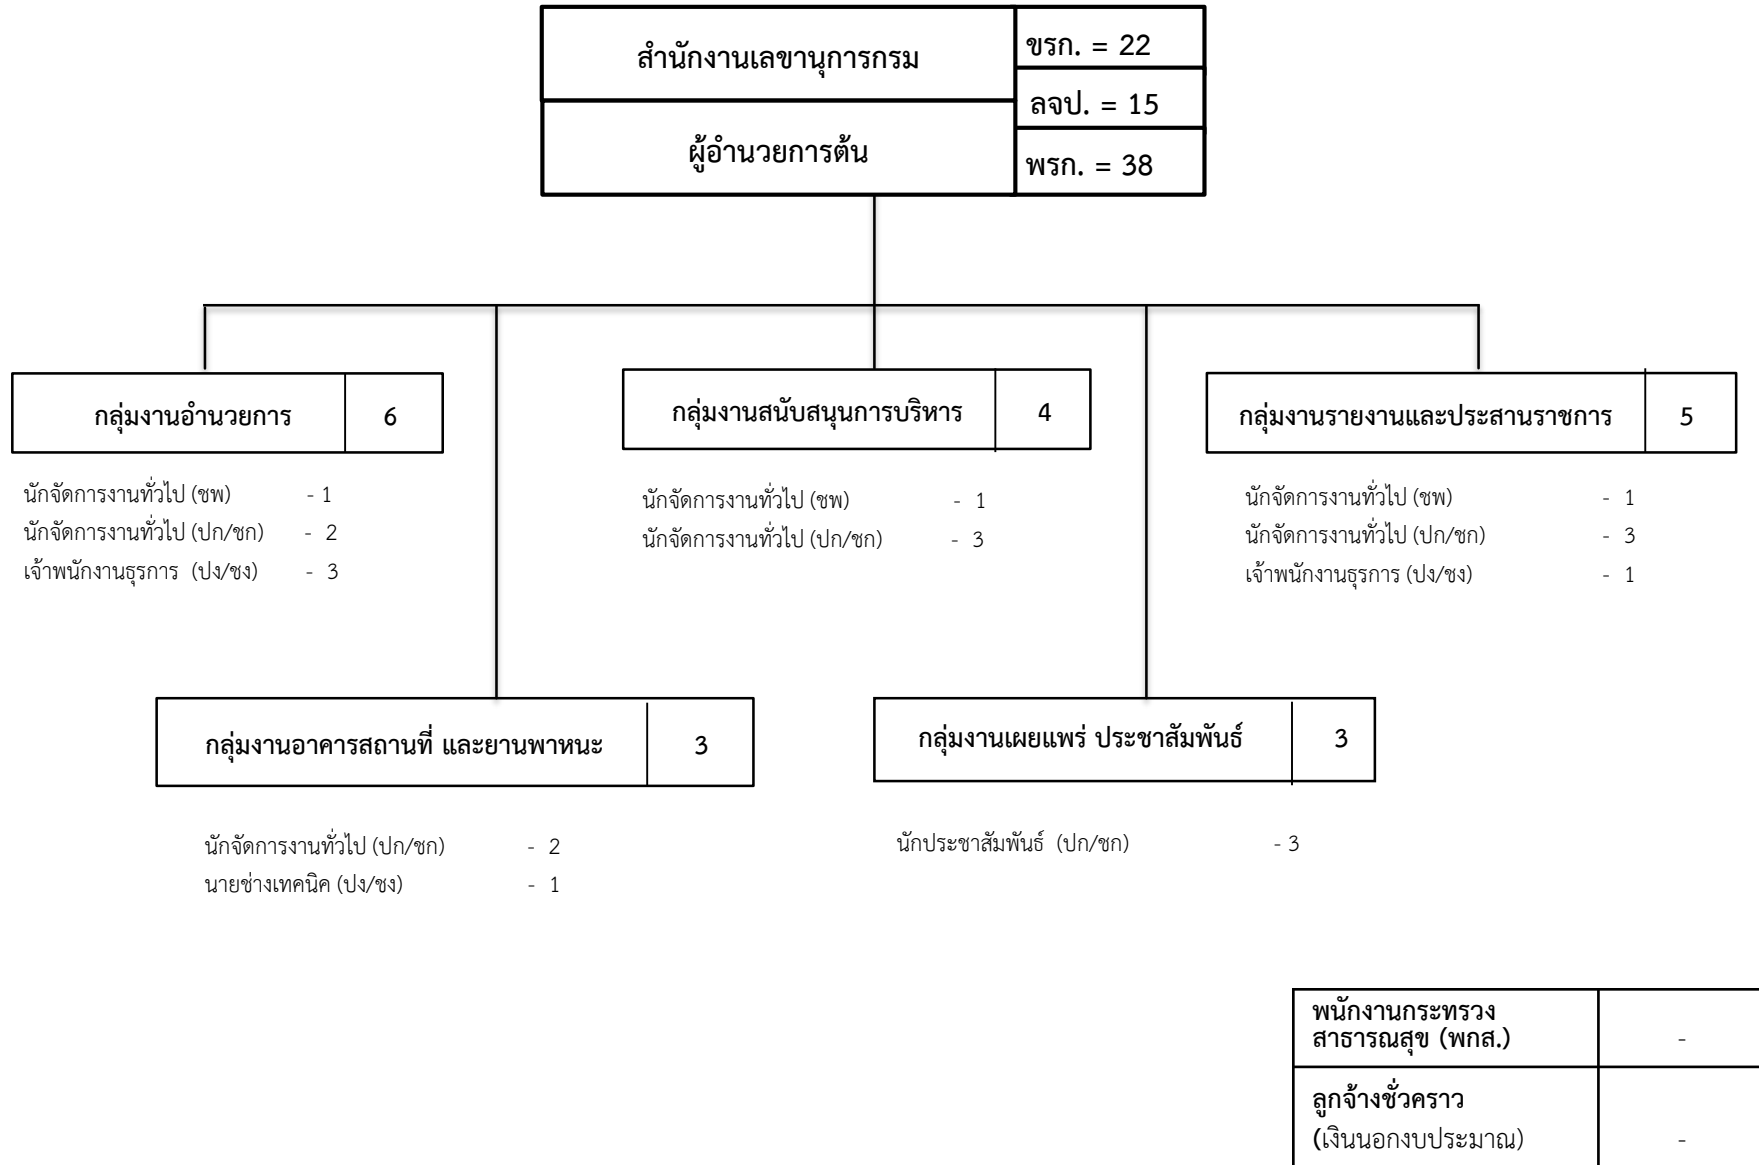 สำนักงานเลขานุการกรม
ขรก. = 22
ลจป. = 15
ผู้อำนวยการต้น
พรก. = 38
กลุ่มงานอำนวยการ 6
นักจัดการงานทั่วไป (ชพ) - 1
นักจัดการงานทั่วไป (ปก/ชก) - 2
เจ้าพนักงานธุรการ (ปง/ชง) - 3
กลุ่มงานสนับสนุนการบริหาร 4
นักจัดการงานทั่วไป (ชพ) - 1
นักจัดการงานทั่วไป (ปก/ชก) - 3
กลุ่มงานรายงานและประสานราชการ 5
นักจัดการงานทั่วไป (ชพ) - 1
นักจัดการงานทั่วไป (ปก/ชก) - 3
เจ้าพนักงานธุรการ (ปง/ชง) - 1
กลุ่มงานอาคารสถานที่ และยานพาหนะ 3
นักจัดการงานทั่วไป (ปก/ชก) - 2
นายช่างเทคนิค (ปง/ชง) - 1
กลุ่มงานเผยแพร่ ประชาสัมพันธ์ 3
นักประชาสัมพันธ์ (ปก/ชก) - 3
พนักงานกระทรวง
สาธารณสุข (พกส.) -
ลูกจ้างชั่วคราว
(เงินนอกงบประมาณ) -